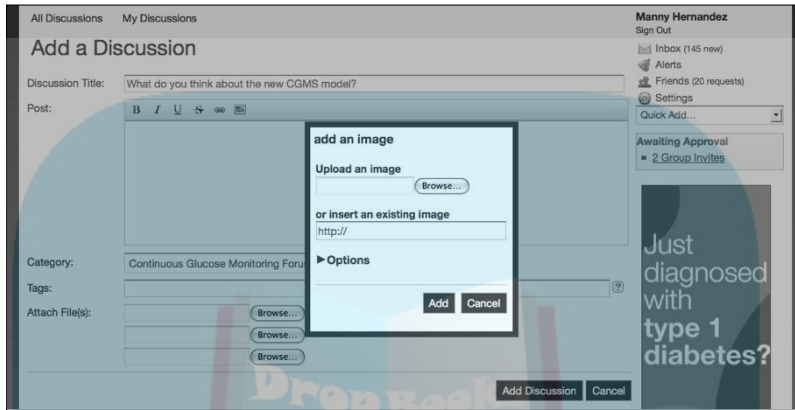 All Discussions My Discussions
Add a Discussion
Discussion Title: What do you think about the new CGMS model?
Post: B I U S
add an image
Upload an image
Browse...
or insert an existing image
http://
▶Options
Add Cancel
Category: Continuous Glucose Monitoring Foru
Tags: ?
Attach File(s): Browse...
Browse...
Browse...
Add Discussion Cancel
Manny Hernandez
Sign Out
Inbox (145 new)
Alerts
Friends (20 requests)
Settings
Quick Add...
Awaiting Approval
2 Group Invites
Just
diagnosed
with
type 1
diabetes?
DropBook